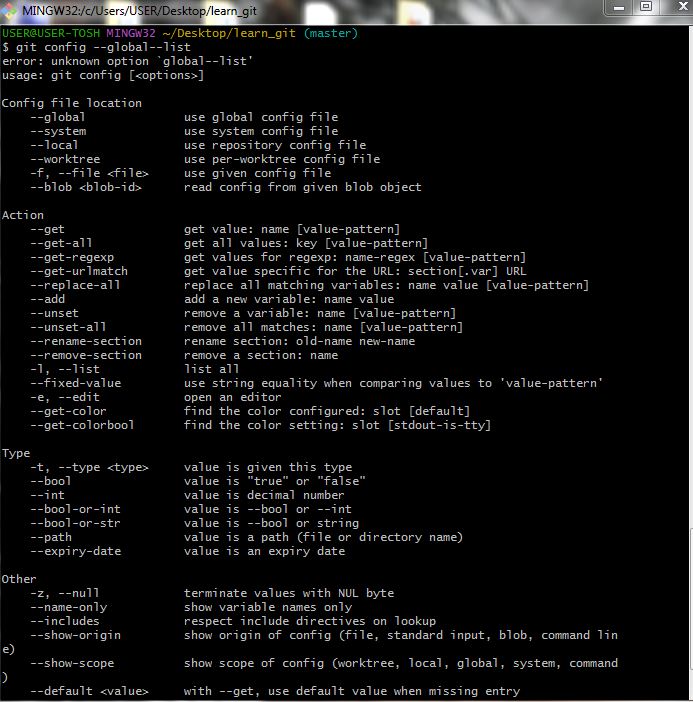 MINGW32:/c/Users/USER/Desktop/learn_git
USER@USER-TOSH MINGW32 ~/Desktop/learn_git (master)
$ git config --global--list
error: unknown option `global--list'
usage: git config [<options>]

Config file location
    --global              use global config file
    --system              use system config file
    --local               use repository config file
    --worktree            use per-worktree config file
    -f, --file <file>     use given config file
    --blob <blob-id>      read config from given blob object

Action
    --get                 get value: name [value-pattern]
    --get-all             get all values: key [value-pattern]
    --get-regexp          get values for regexp: name-regex [value-pattern]
    --get-urlmatch        get value specific for the URL: section[.var] URL
    --replace-all         replace all matching variables: name value [value-pattern]
    --add                 add a new variable: name value
    --unset               remove a variable: name [value-pattern]
    --unset-all           remove all matches: name [value-pattern]
    --rename-section      rename section: old-name new-name
    --remove-section      remove a section: name
    -l, --list            list all
    --fixed-value         use string equality when comparing values to 'value-pattern'
    -e, --edit            open an editor
    --get-color           find the color configured: slot [default]
    --get-colorbool       find the color setting: slot [stdout-is-tty]

Type
    -t, --type <type>     value is given this type
    --bool                value is "true" or "false"
    --int                 value is decimal number
    --bool-or-int         value is --bool or --int
    --bool-or-str         value is --bool or string
    --path                value is a path (file or directory name)
    --expiry-date         value is an expiry date

Other
    -z, --null            terminate values with NUL byte
    --name-only           show variable names only
    --includes            respect include directives on lookup
    --show-origin         show origin of config (file, standard input, blob, command lin
e)
    --show-scope          show scope of config (worktree, local, global, system, command
)
    --default <value>     with --get, use default value when missing entry